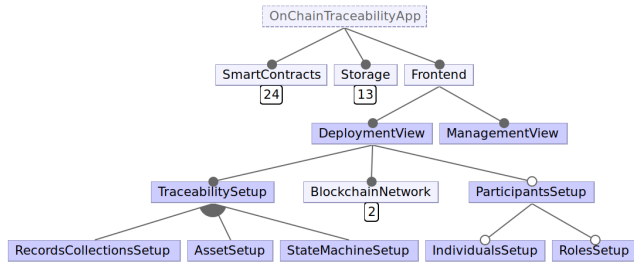 OnChainTraceabilityApp
SmartContracts Storage Frontend
24 13
DeploymentView ManagementView
TraceabilitySetup BlockchainNetwork ParticipantsSetup
2
RecordsCollectionsSetup AssetSetup StateMachineSetup IndividualsSetup RolesSetup